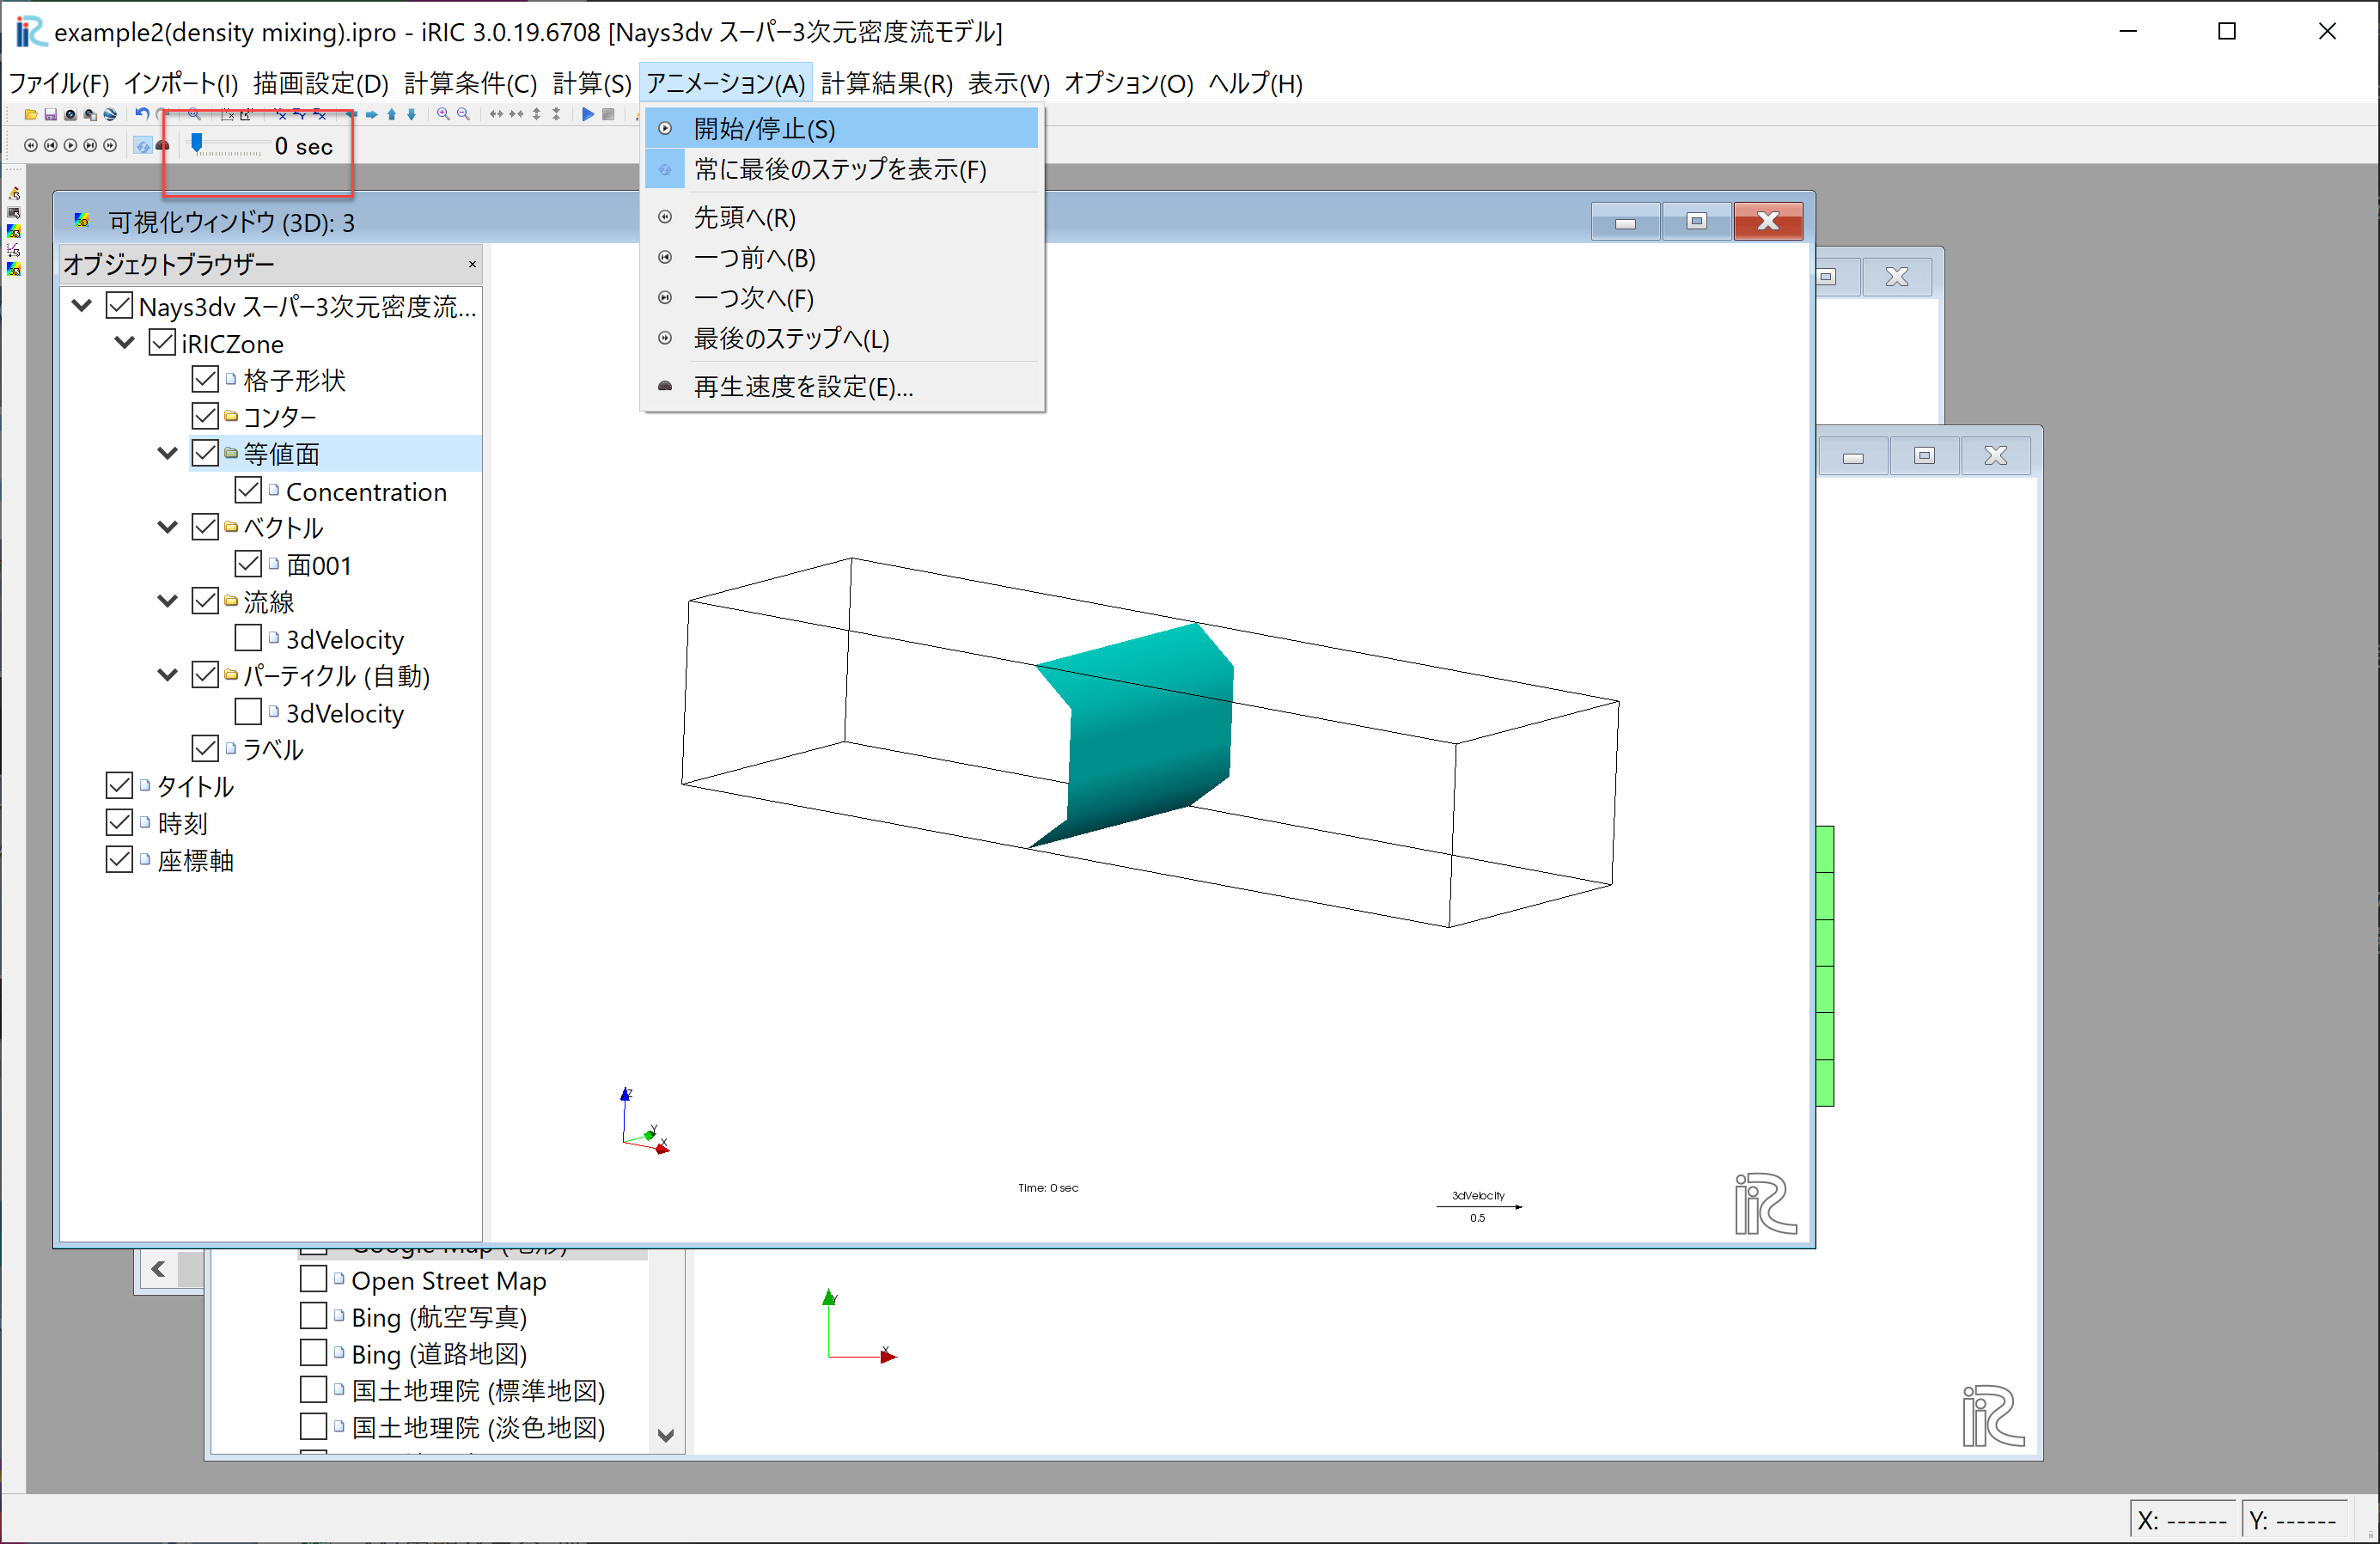 example2(density mixing).ipro - iRIC 3.0.19.6708 [Nays3dv スーパー3次元密度流モデル]
ファイル(F) インポート(I) 描画設定(D) 計算条件(C) 計算(S) アニメーション(A) 計算結果(R) 表示(V) オプション(O) ヘルプ(H)
0 sec
開始/停止(S)
常に最後のステップを表示(F)
先頭へ(R)
一つ前へ(B)
一つ次へ(F)
最後のステップへ(L)
再生速度を設定(E)...
可視化ウィンドウ (3D): 3
オブジェクトブラウザー
Nays3dv スーパー3次元密度流...
iRICZone
格子形状
コンター
等値面
Concentration
ベクトル
面001
流線
3dVelocity
パーティクル (自動)
3dVelocity
ラベル
タイトル
時刻
座標軸
Z
Y
X
Time: 0 sec
3dVelocity
0.5
iRiC
Google Map (地形)
Open Street Map
Bing (航空写真)
Bing (道路地図)
国土地理院 (標準地図)
国土地理院 (淡色地図)
Y
X
iRiC
X: ------ Y: ------